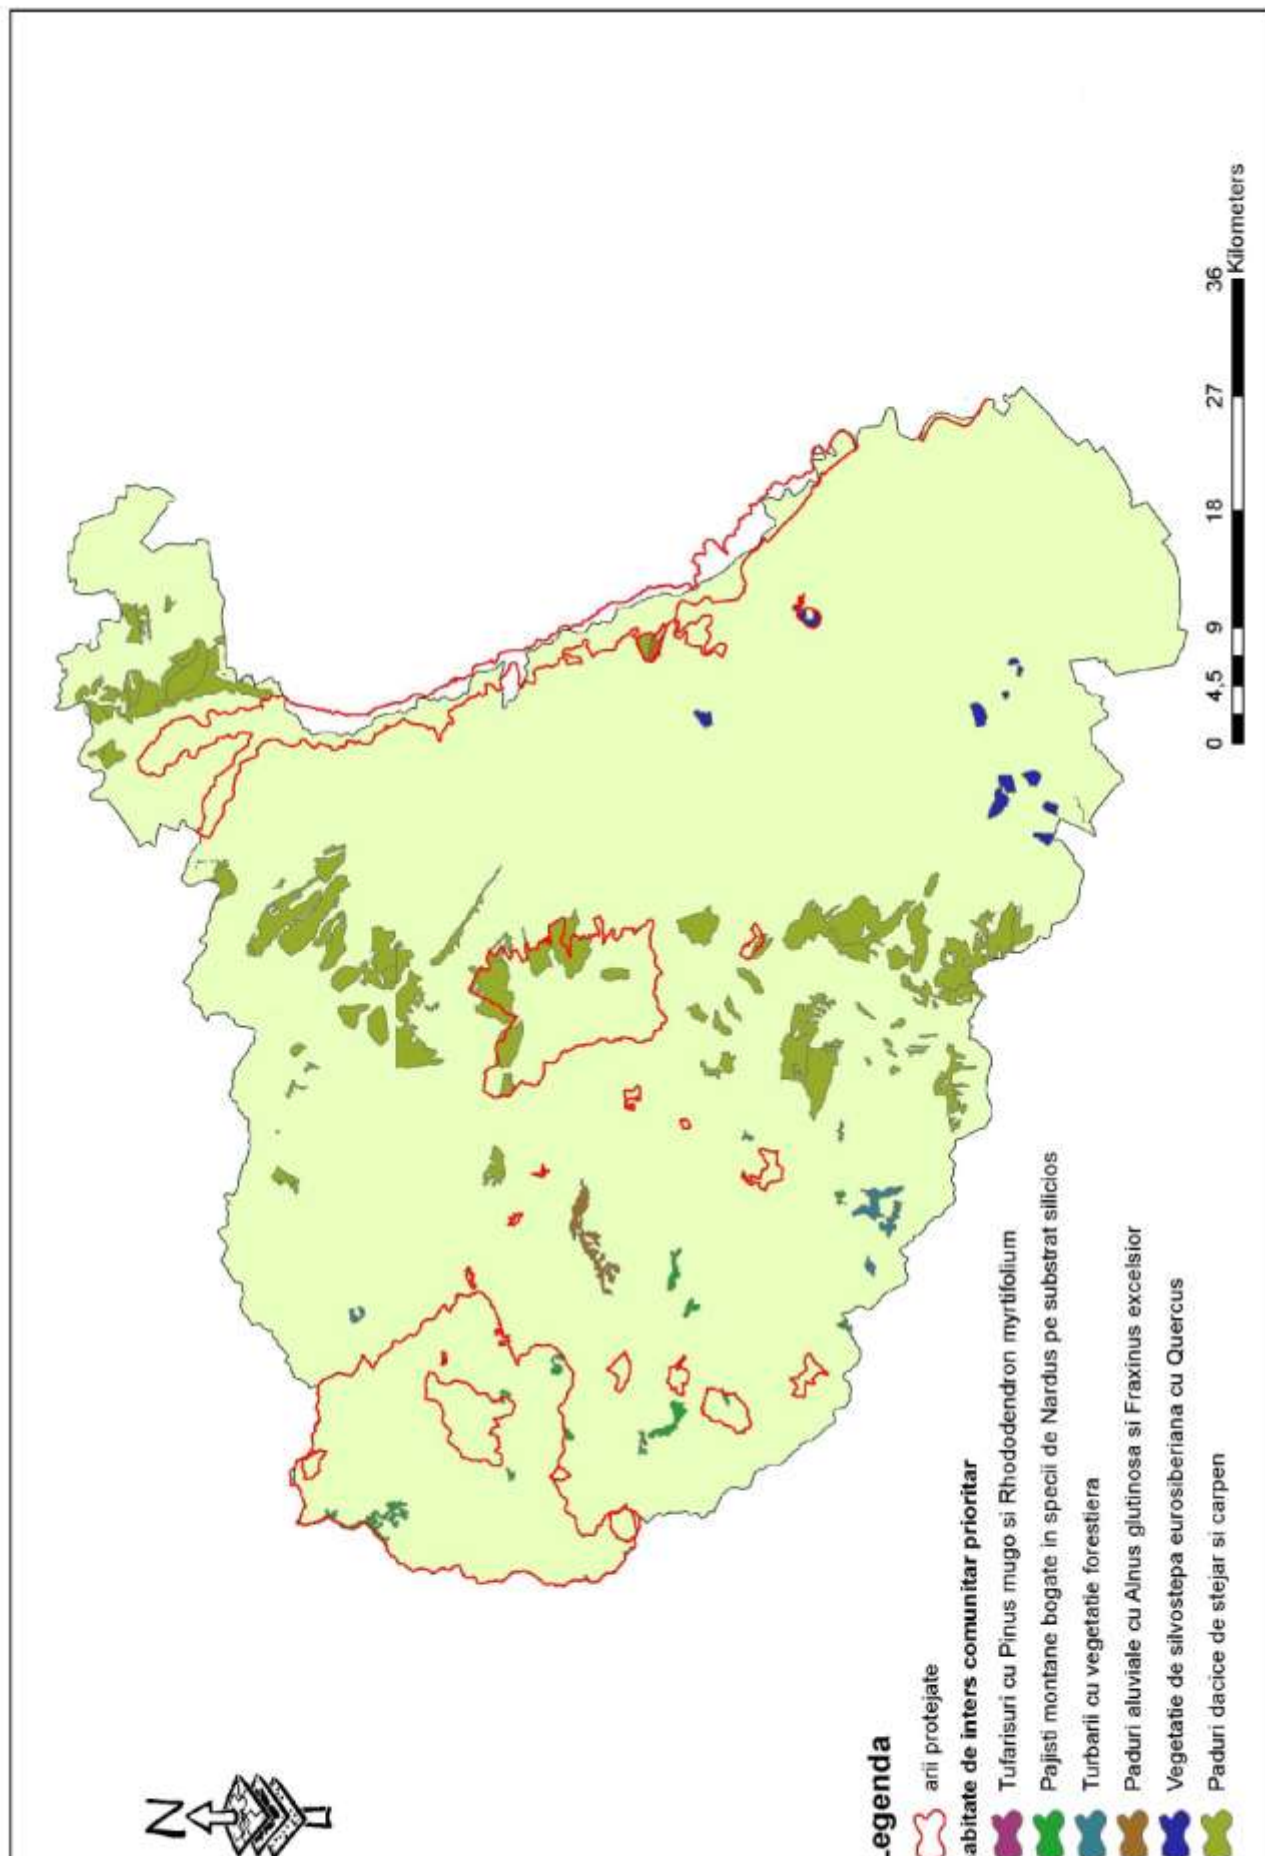 N
Legenda
arii protejate
abitate de inters comunitar prioritar
Tufarisuri cu Pinus mugo si Rhododendron myrtifolium
Pajisti montane bogate in specii de Nardus pe substrat silicios
Turbarii cu vegetatie forestiera
Paduri aluviale cu Alnus glutinosa si Fraxinus excelsior
Vegetatie de silvostepa eurosiberiana cu Quercus
Paduri dacice de stejar si carpen
0 4,5 9 18 27 36
Kilometers